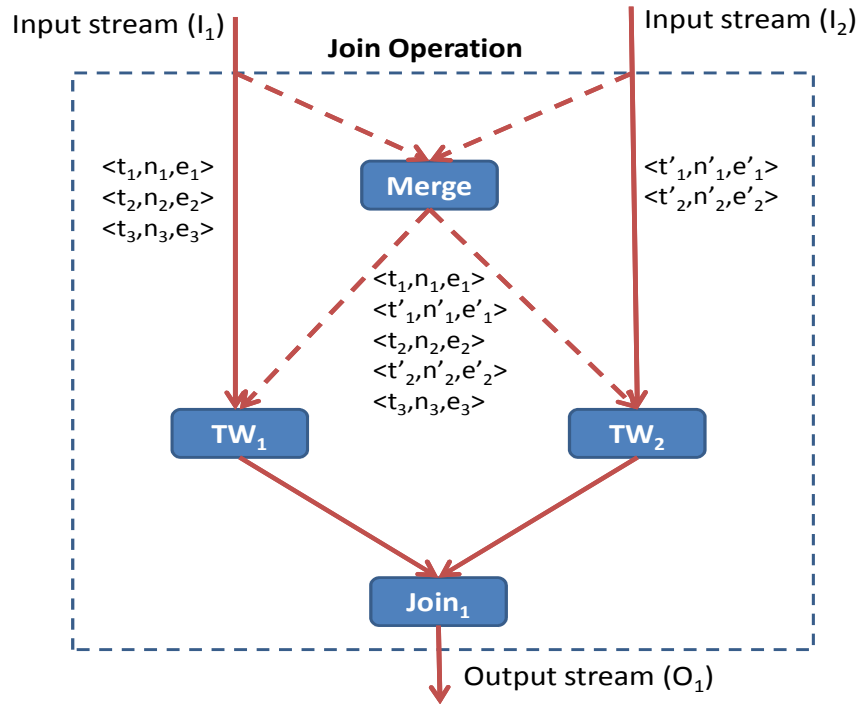 Input stream (I₁)
Input stream (I₂)
Join Operation
<t₁,n₁,e₁>
<t₂,n₂,e₂>
<t₃,n₃,e₃>
Merge
<t'₁,n'₁,e'₁>
<t'₂,n'₂,e'₂>
<t₁,n₁,e₁>
<t'₁,n'₁,e'₁>
<t₂,n₂,e₂>
<t'₂,n'₂,e'₂>
<t₃,n₃,e₃>
TW₁
TW₂
Join₁
Output stream (O₁)